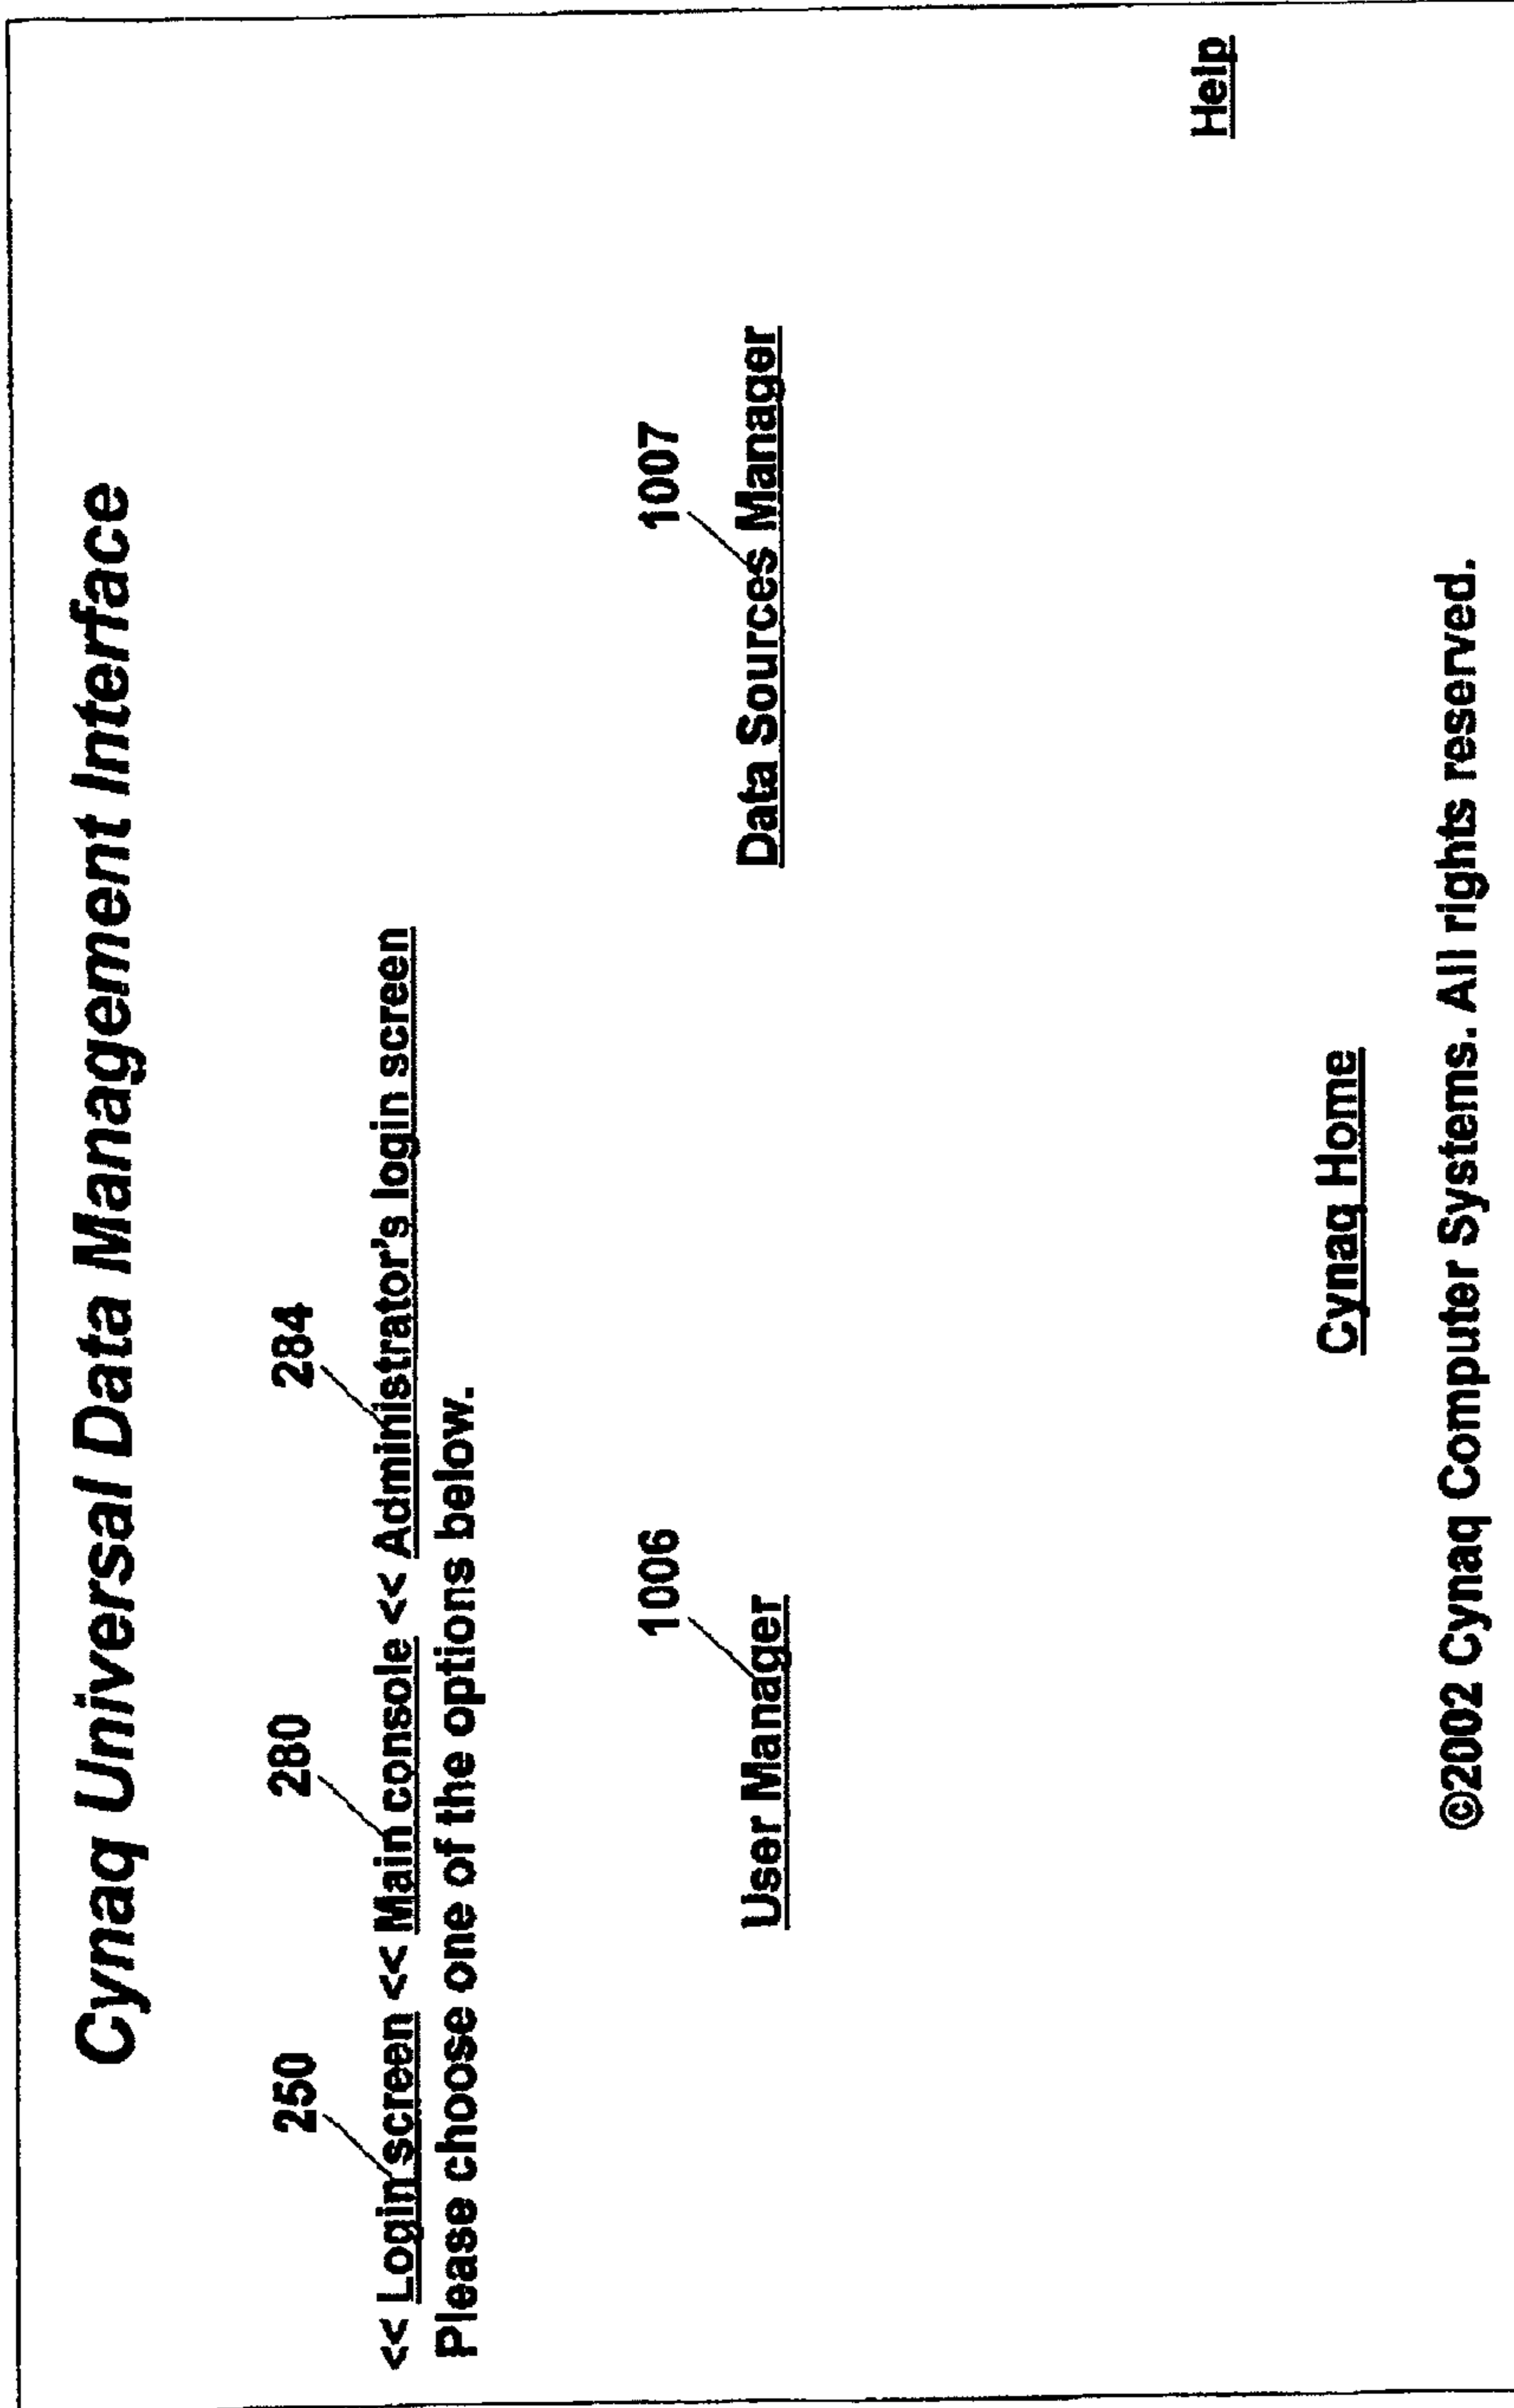 Cynaq Universal Data Management Interface
250 280 284
<< Login screen << Main console << Administrator's login screen
Please choose one of the options below.
1006 1007
User Manager Data Sources Manager
Help
Cynaq Home
©2002 Cynaq Computer Systems. All rights reserved.